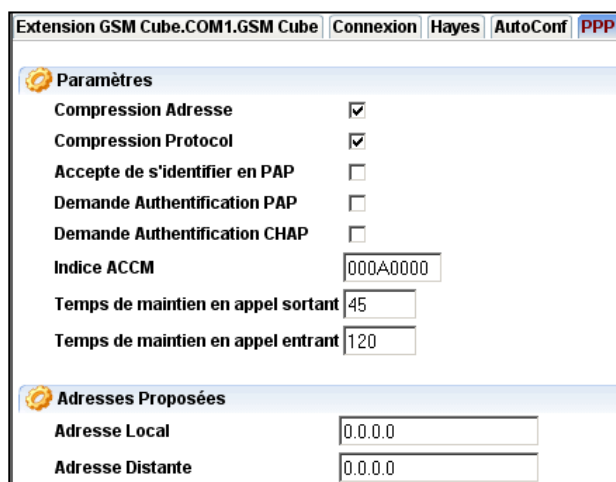 Extension GSM Cube.COM1.GSM Cube Connexion Hayes AutoConf PPP
Paramètres
Compression Adresse
Compression Protocol
Accepte de s'identifier en PAP
Demande Authentification PAP
Demande Authentification CHAP
Indice ACCM 000A0000
Temps de maintien en appel sortant 45
Temps de maintien en appel entrant 120
Adresses Proposées
Adresse Local 0.0.0.0
Adresse Distante 0.0.0.0